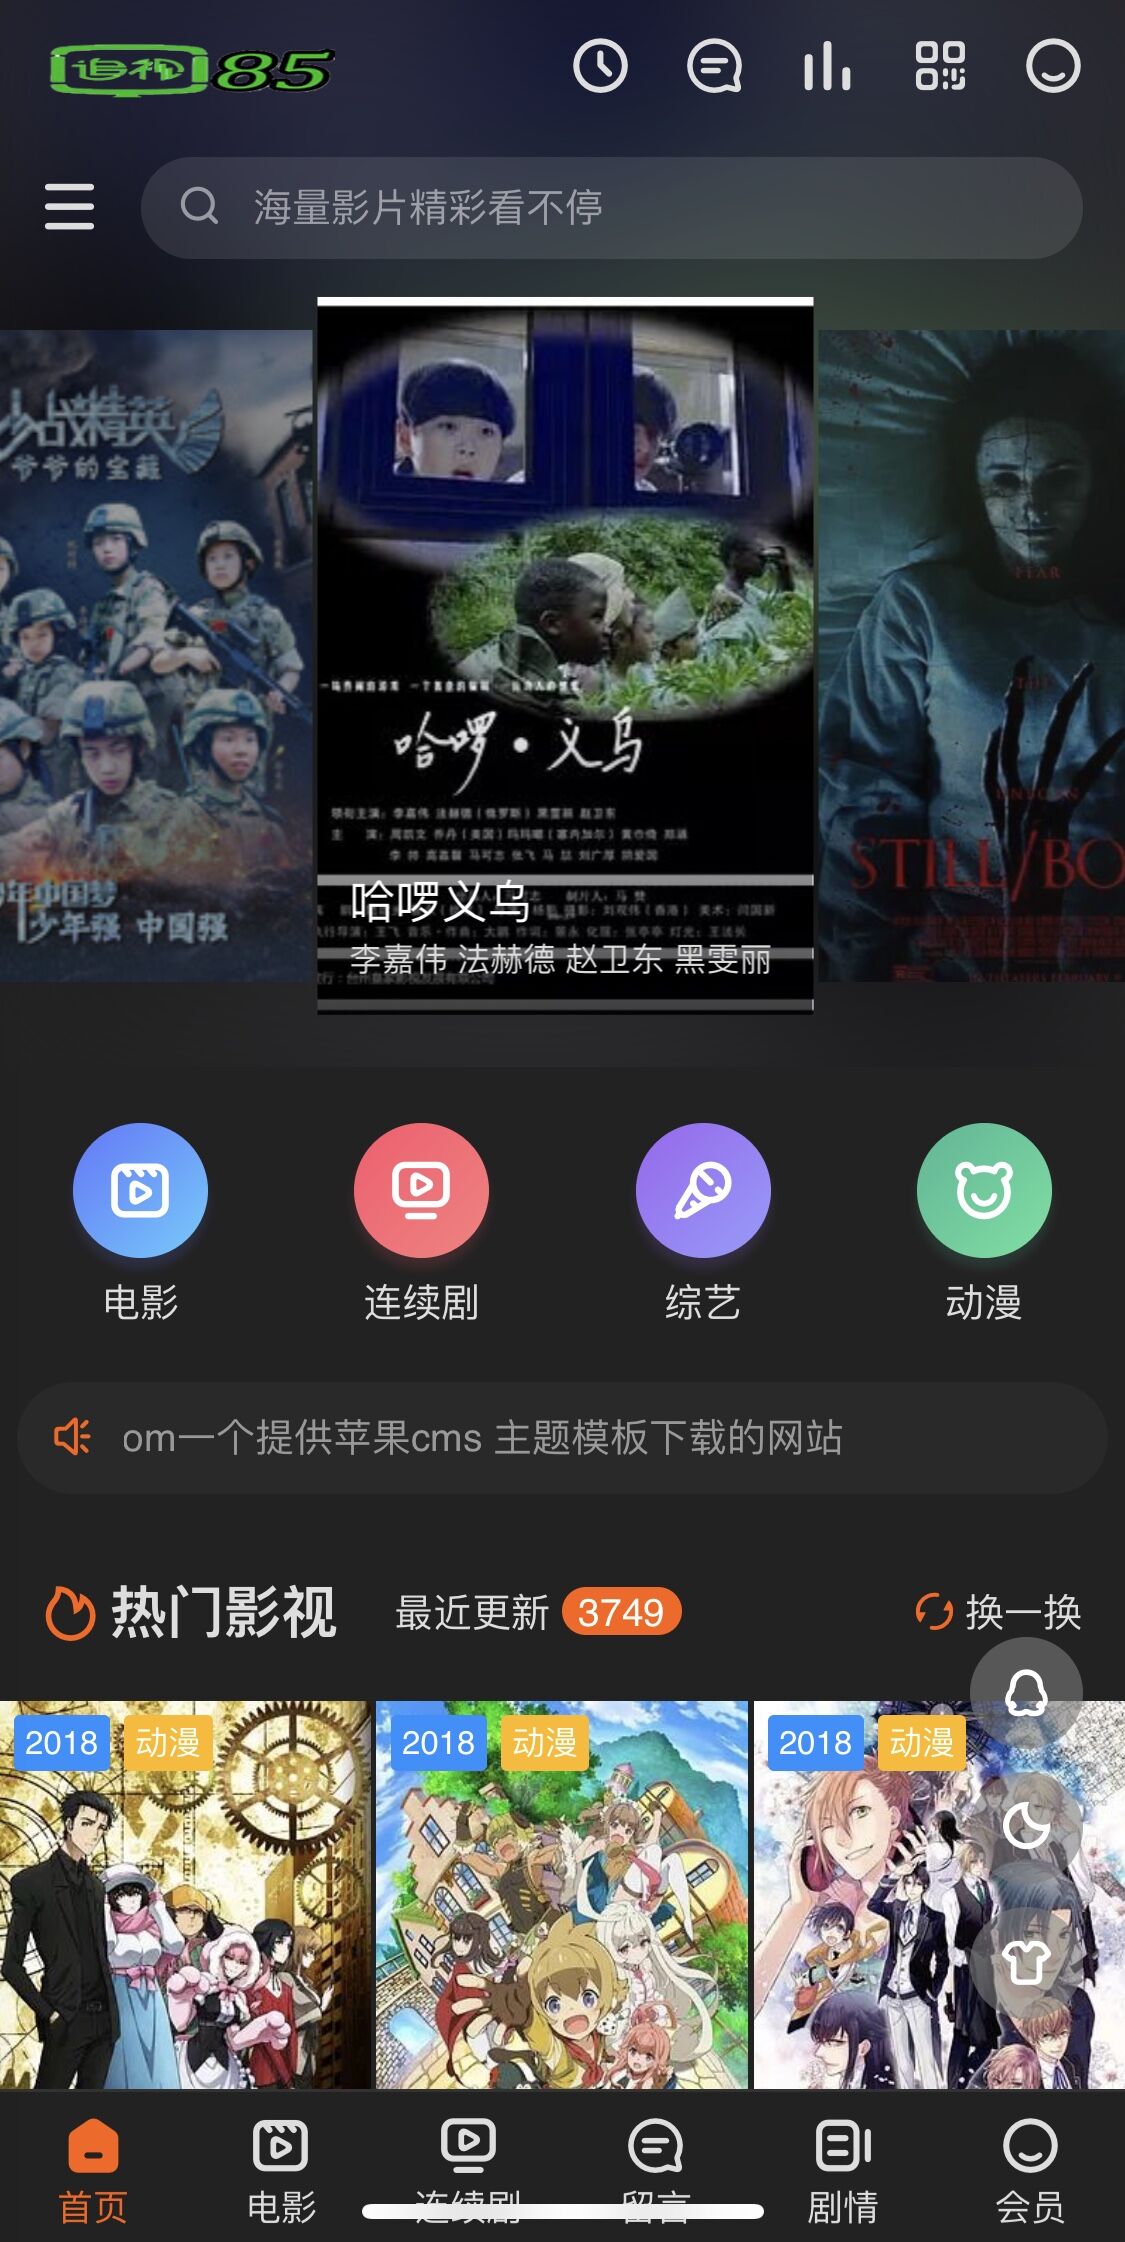 追视85
海量影片精彩看不停
尖战精英
爷爷的宝藏
年中国梦
少年强 中国强
哈啰·义乌
哈啰义乌
李嘉伟 法赫德 赵卫东 黑雯丽
FEAR
THE
UNSEEN
STILL/BO
电影
连续剧
综艺
动漫
om一个提供苹果cms 主题模板下载的网站
热门影视
最近更新 3749
换一换
2018 动漫
2018 动漫
2018 动漫
首页
电影
连续剧
留言
剧情
会员